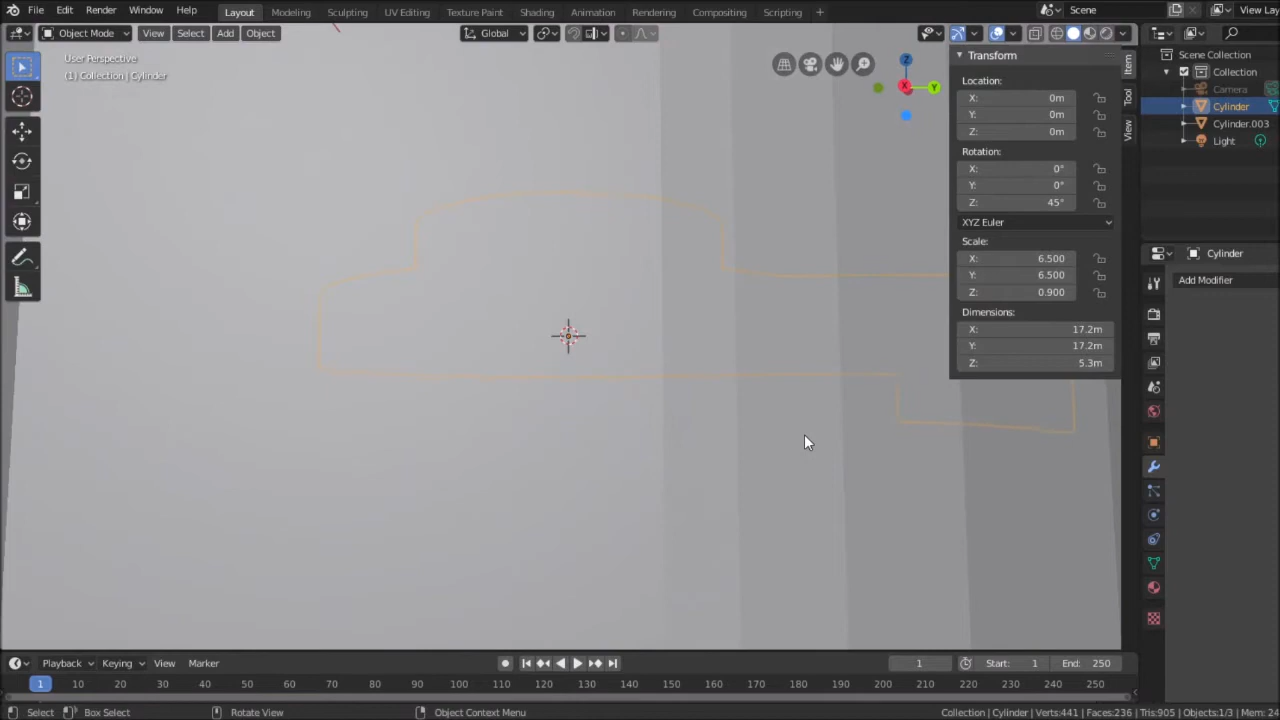 File Edit Render Window Help Layout Modeling Sculpting UV Editing Texture Paint Shading Animation Rendering Compositing Scripting + Scene View Lay
Object Mode View Select Add Object Global
User Perspective
(1) Collection | Cylinder
Z
X
Y
Transform
Location:
X: 0m
Y: 0m
Z: 0m
Rotation:
X: 0°
Y: 0°
Z: 45°
XYZ Euler
Scale:
X: 6.500
Y: 6.500
Z: 0.900
Dimensions:
X: 17.2m
Y: 17.2m
Z: 5.3m
Item
Tool
View
Scene Collection
Collection
Camera
Cylinder
Cylinder.003
Light
Cylinder
Add Modifier
Playback Keying View Marker 1 Start: 1 End: 250
1 10 20 30 40 50 60 70 80 90 100 110 120 130 140 150 160 170 180 190 200 210 220 230 240 250
Select Box Select Rotate View Object Context Menu Collection | Cylinder | Verts:441 | Faces:236 | Tris:905 | Objects:1/3 | Mem: 24